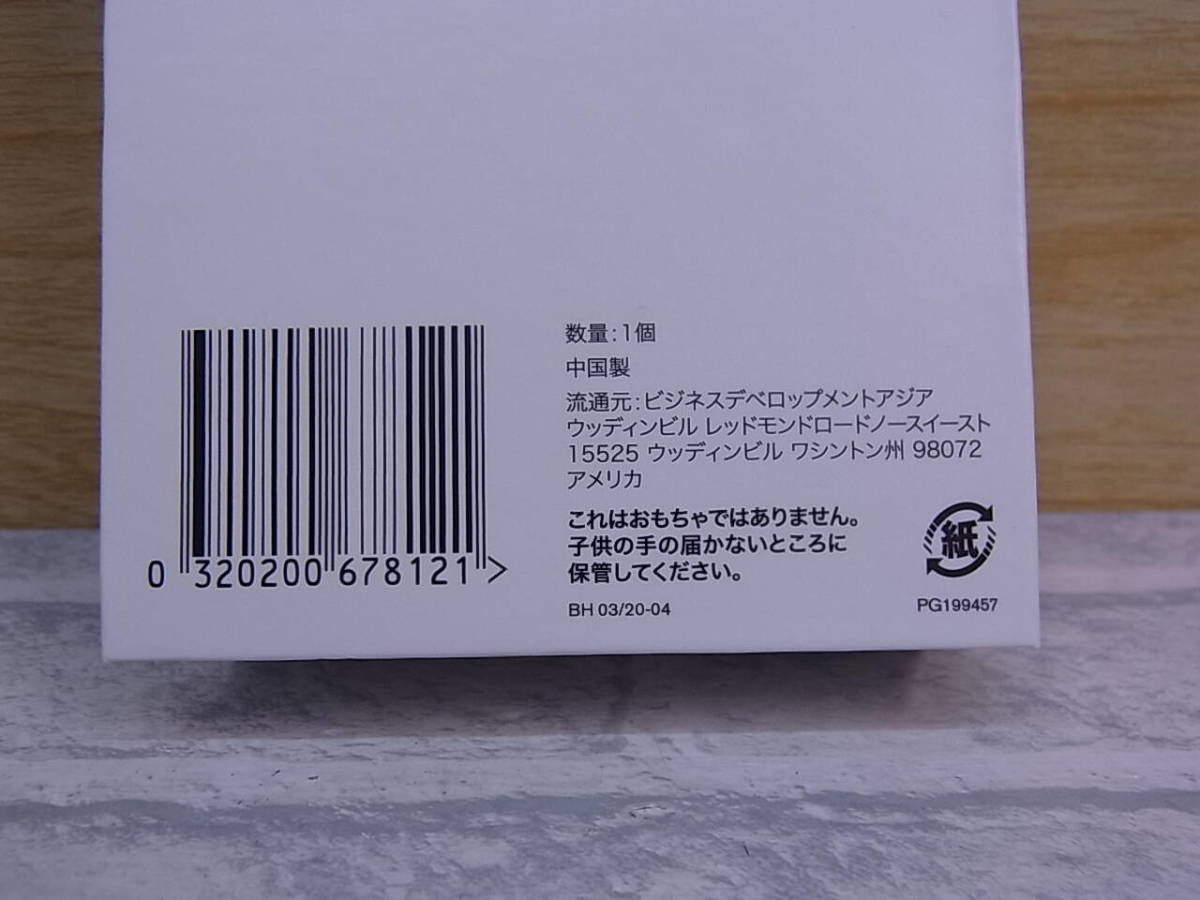 数量:1個
中国製
流通元:ビジネスデベロップメントアジア
ウッディンビル レッドモンドロードノースイースト
15525 ウッディンビル ワシントン州 98072
アメリカ
これはおもちゃではありません。
子供の手の届かないところに
保管してください。
紙
BH 03/20-04
PG199457
0 320200 678121 >